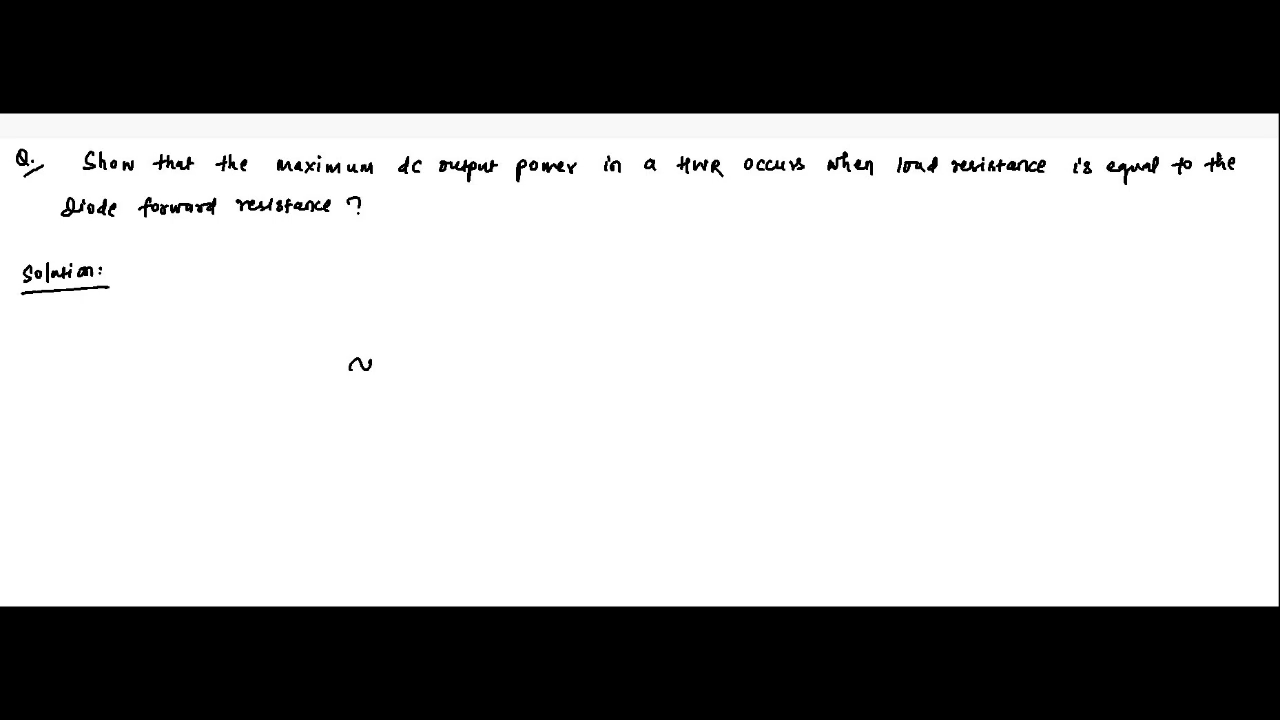 Q. Show that the maximum dc output power in a HWR occurs when load resistance is equal to the
Diode forward resistance ?
Solution: